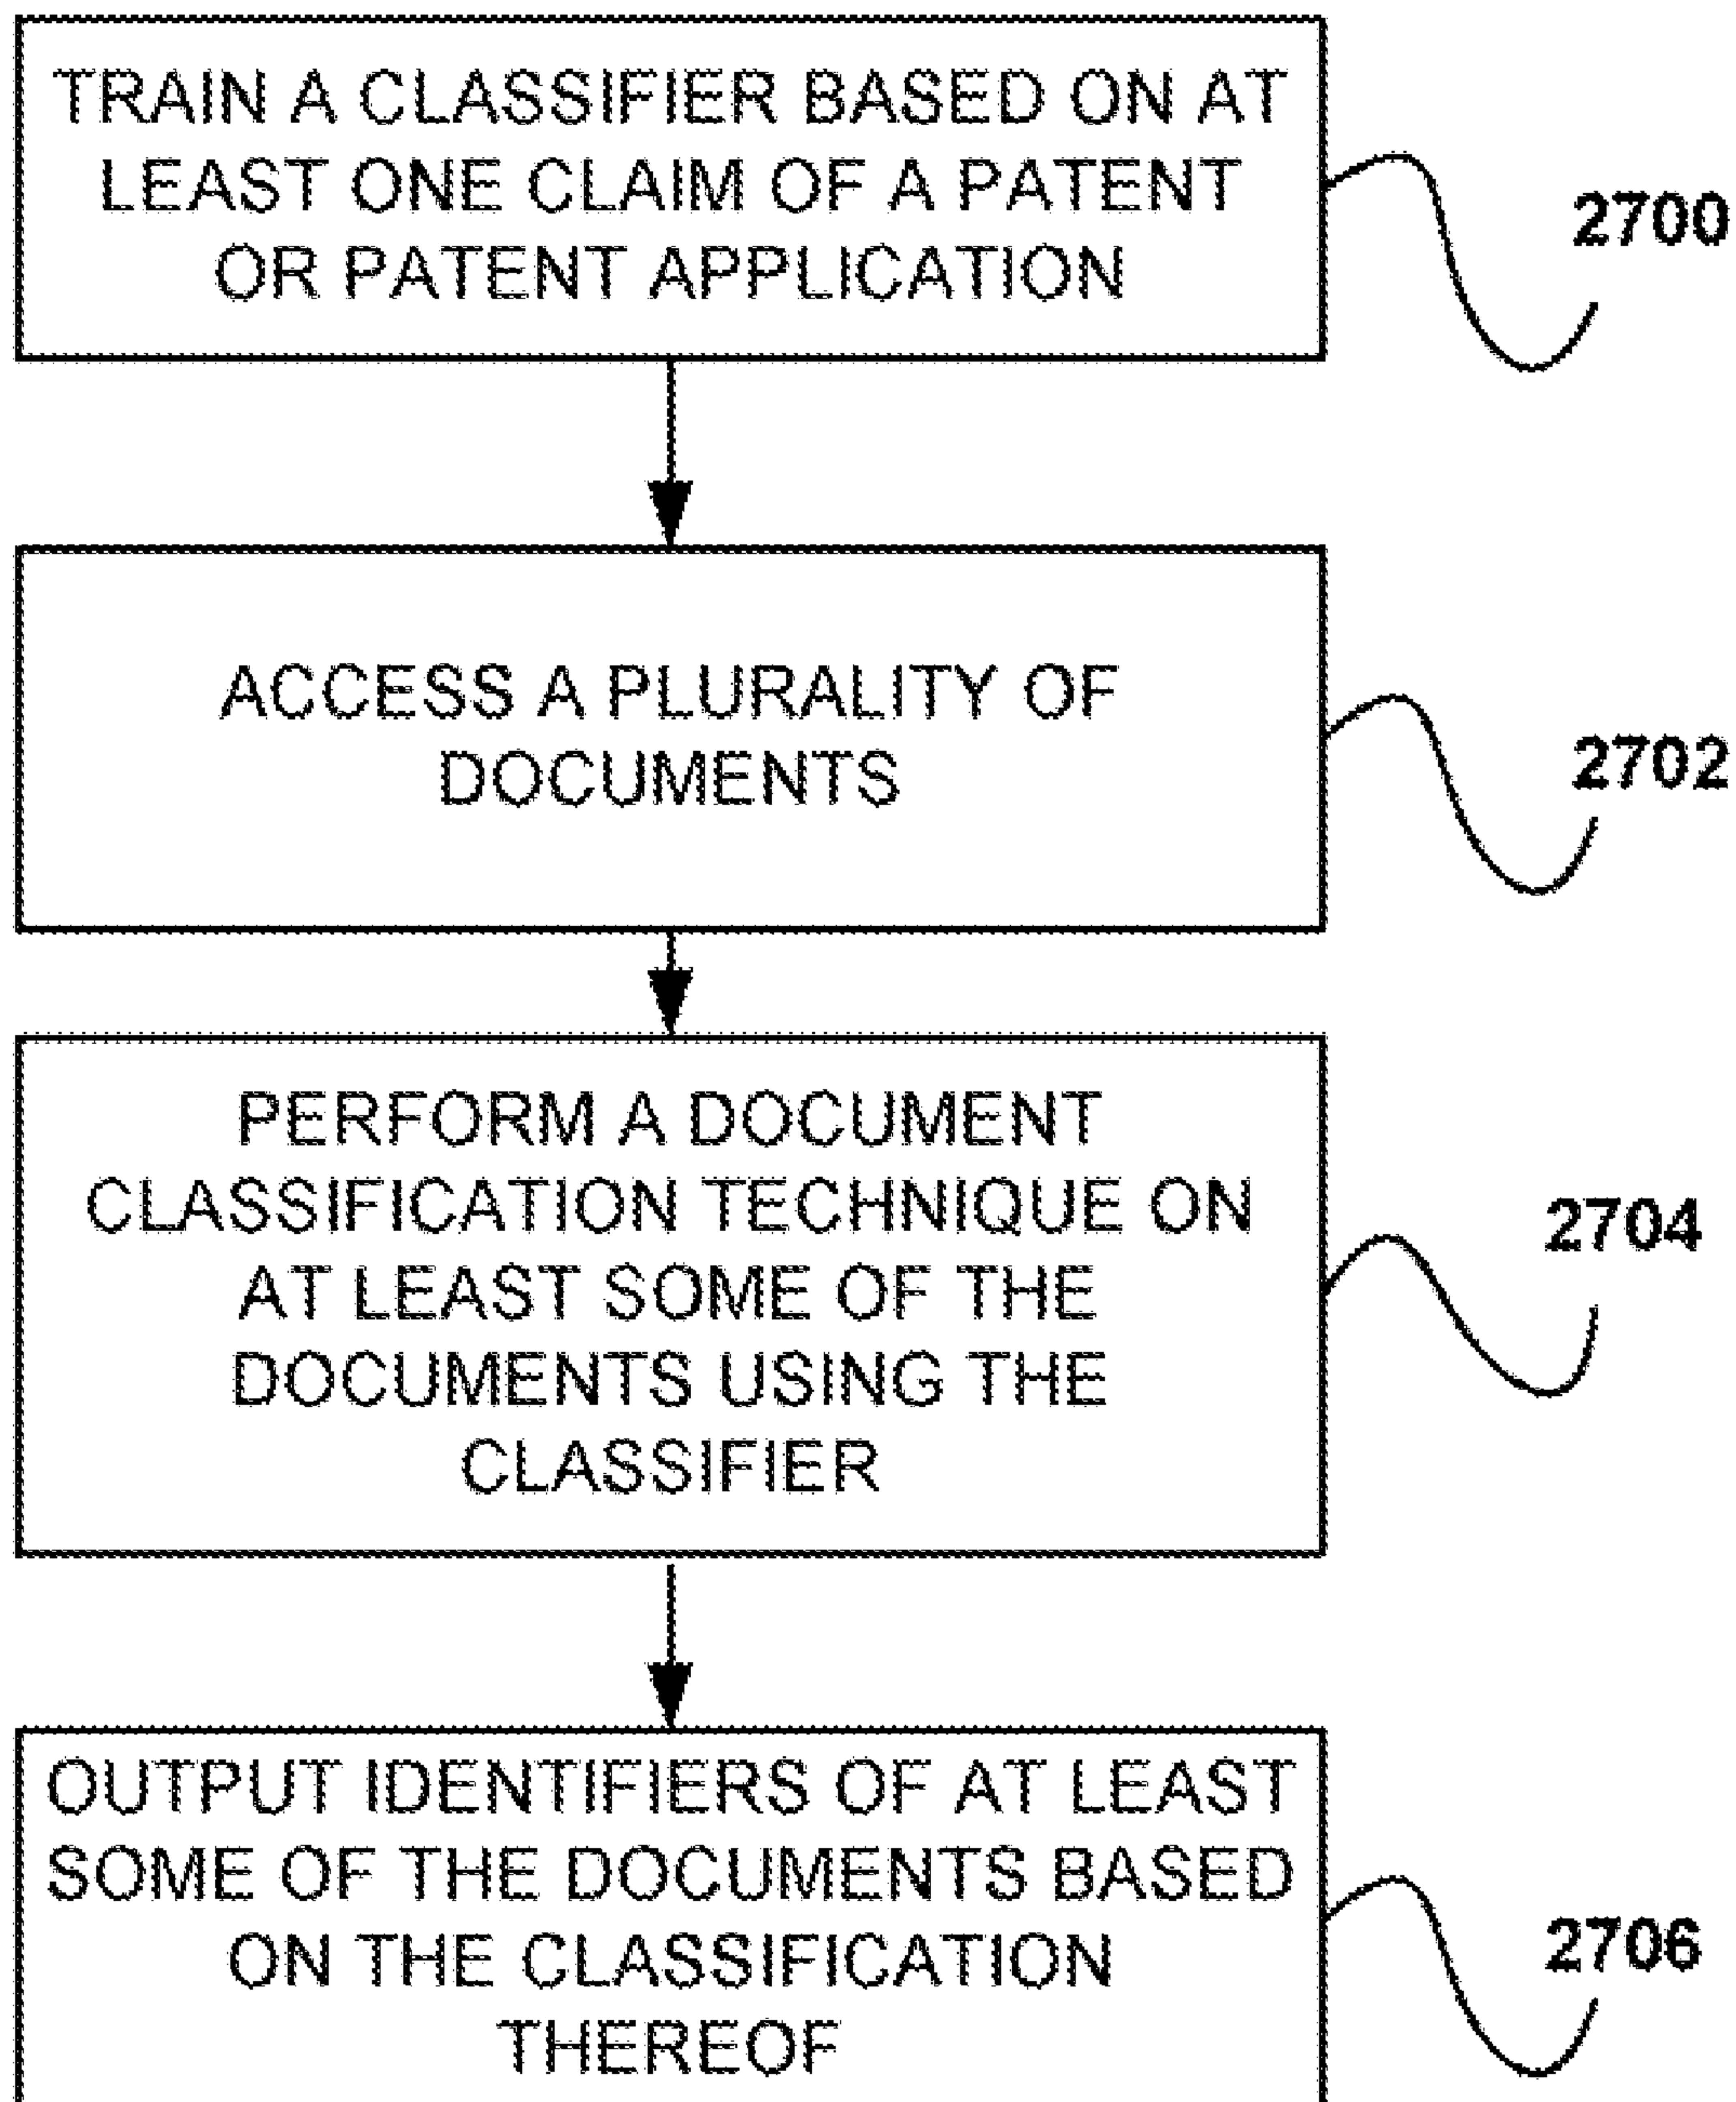 TRAIN A CLASSIFIER BASED ON AT
LEAST ONE CLAIM OF A PATENT
OR PATENT APPLICATION
2700
ACCESS A PLURALITY OF
DOCUMENTS
2702
PERFORM A DOCUMENT
CLASSIFICATION TECHNIQUE ON
AT LEAST SOME OF THE
DOCUMENTS USING THE
CLASSIFIER
2704
OUTPUT IDENTIFIERS OF AT LEAST
SOME OF THE DOCUMENTS BASED
ON THE CLASSIFICATION
THEREOF
2706